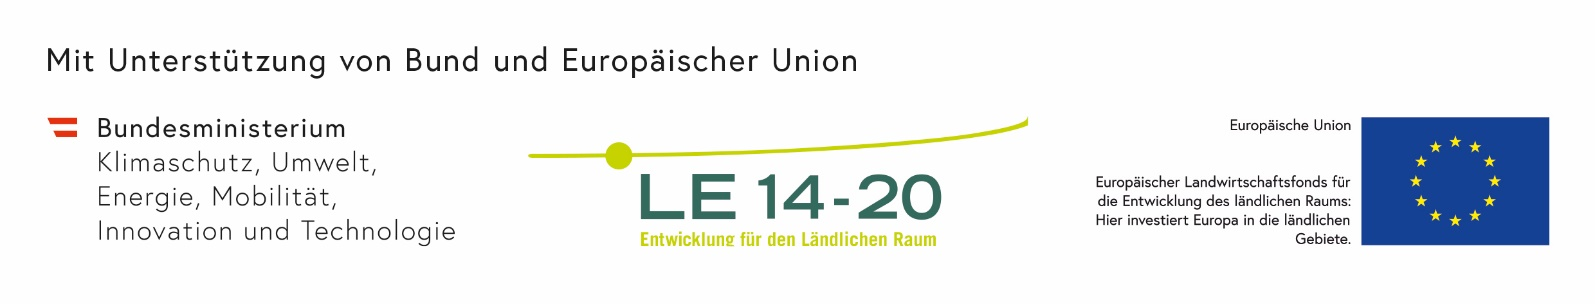 Mit Unterstützung von Bund und Europäischer Union
Bundesministerium
Klimaschutz, Umwelt,
Energie, Mobilität,
Innovation und Technologie
LE 14-20
Entwicklung für den Ländlichen Raum
Europäische Union
Europäischer Landwirtschaftsfonds für
die Entwicklung des ländlichen Raums:
Hier investiert Europa in die ländlichen
Gebiete.